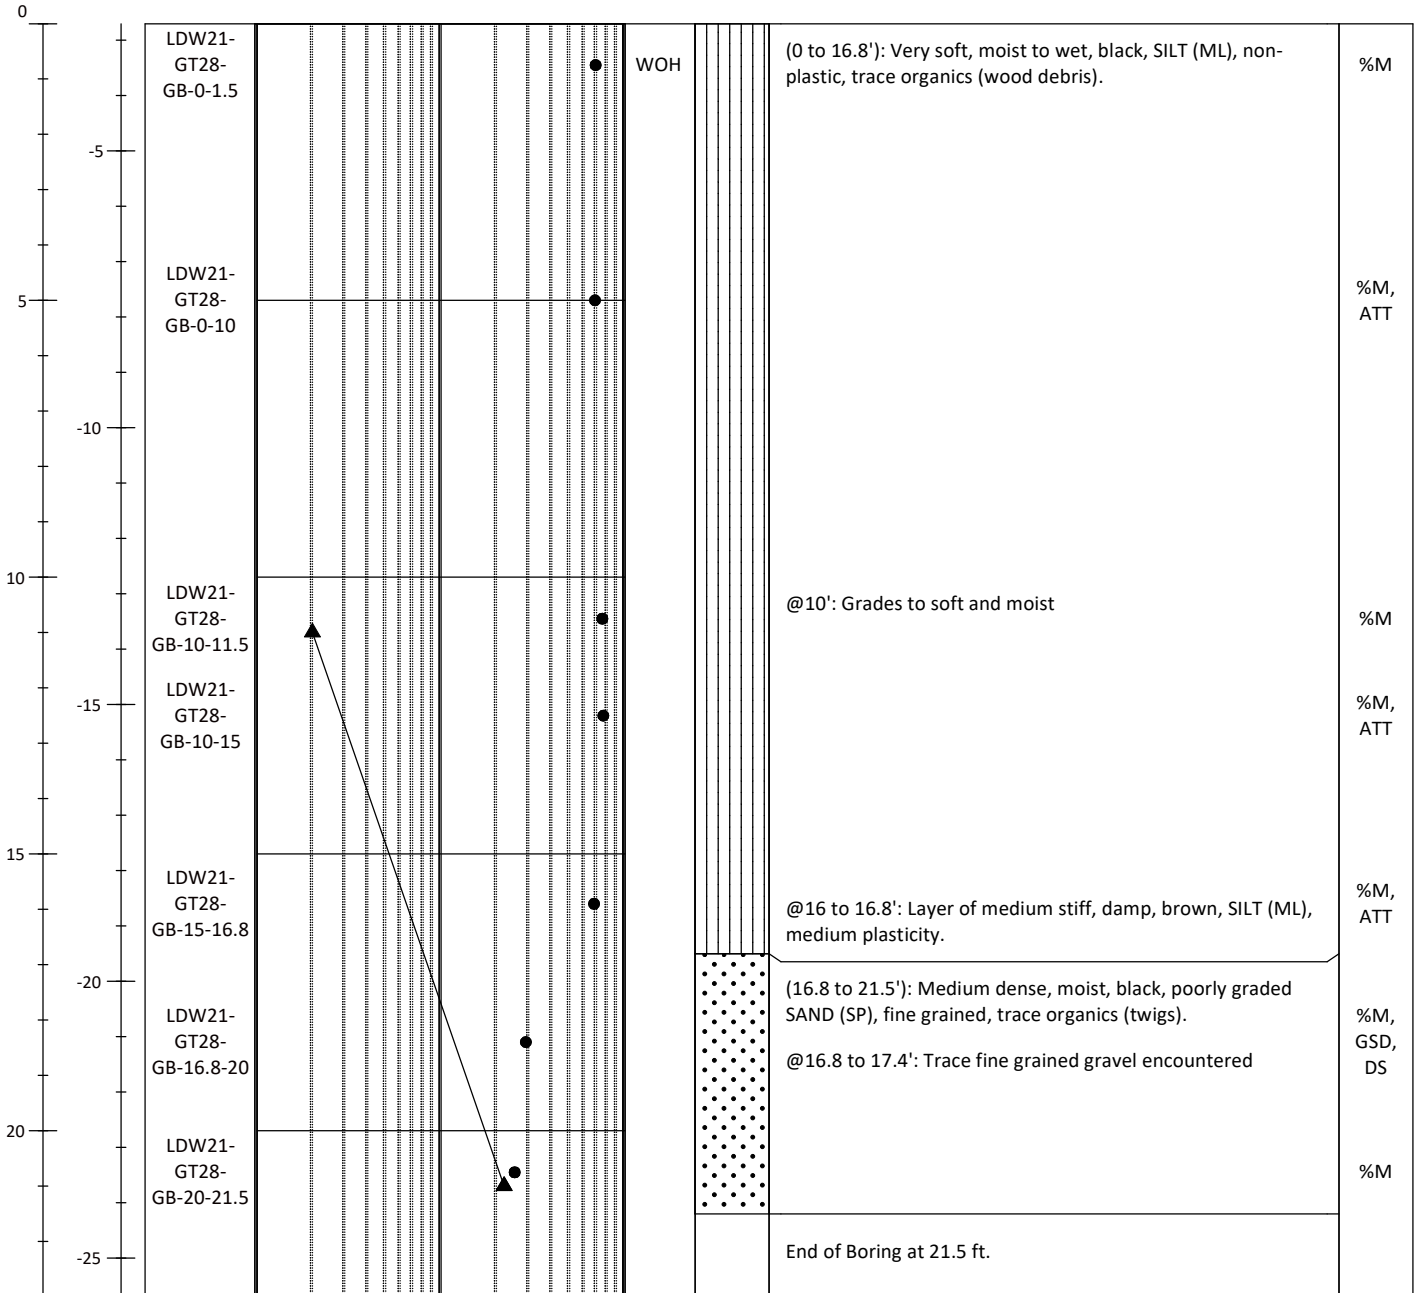 0
LDW21-
GT28-
GB-0-1.5
WOH
(0 to 16.8'): Very soft, moist to wet, black, SILT (ML), non-
plastic, trace organics (wood debris).
%M
-5
5
LDW21-
GT28-
GB-0-10
%M,
ATT
-10
10
LDW21-
GT28-
GB-10-11.5
@10': Grades to soft and moist
%M
-15
LDW21-
GT28-
GB-10-15
%M,
ATT
15
LDW21-
GT28-
GB-15-16.8
@16 to 16.8': Layer of medium stiff, damp, brown, SILT (ML),
medium plasticity.
%M,
ATT
-20
LDW21-
GT28-
GB-16.8-20
(16.8 to 21.5'): Medium dense, moist, black, poorly graded
SAND (SP), fine grained, trace organics (twigs).
@16.8 to 17.4': Trace fine grained gravel encountered
%M,
GSD,
DS
20
LDW21-
GT28-
GB-20-21.5
%M
-25
End of Boring at 21.5 ft.